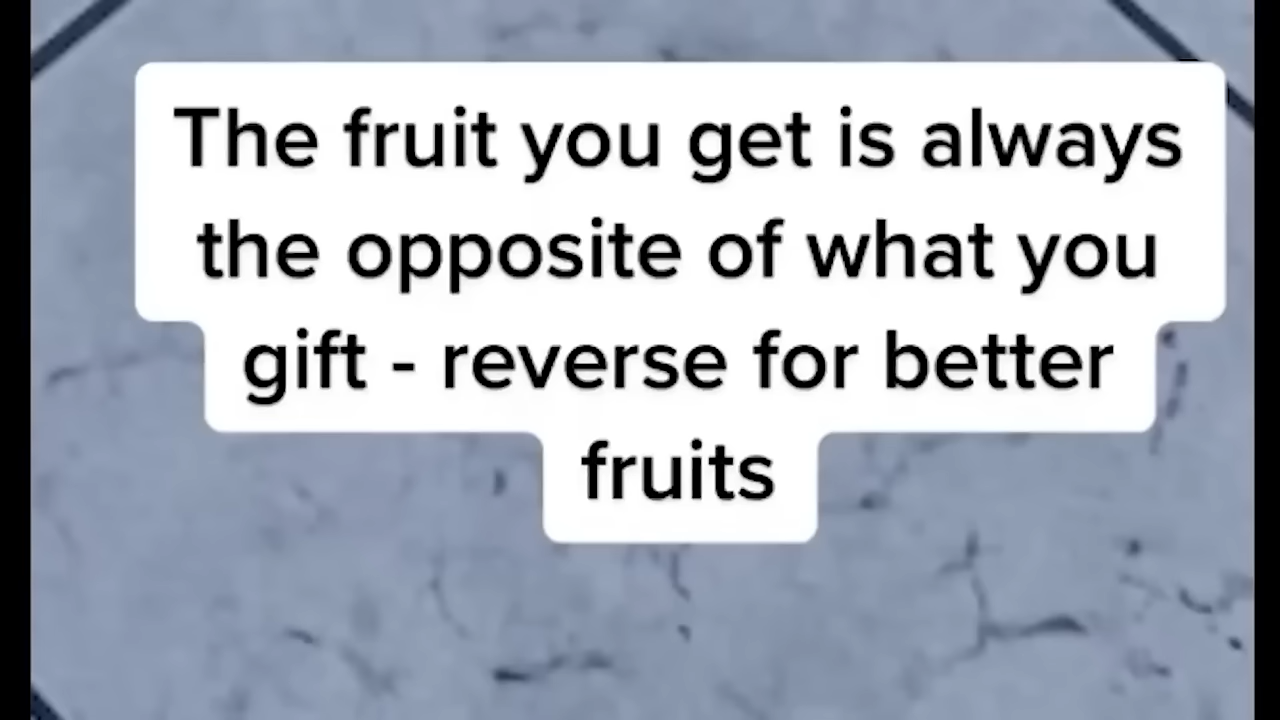 The fruit you get is always
the opposite of what you
gift - reverse for better
fruits